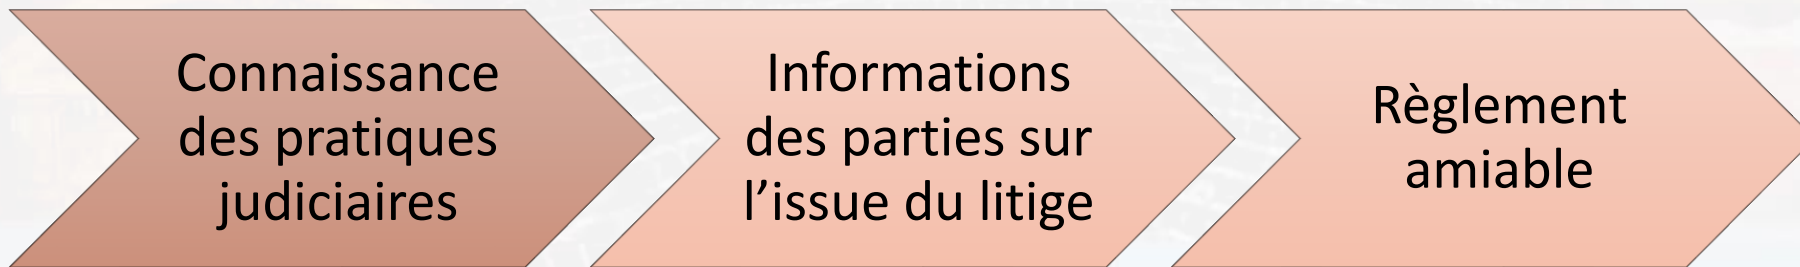 Connaissance
des pratiques
judiciaires
Informations
des parties sur
l’issue du litige
Règlement
amiable